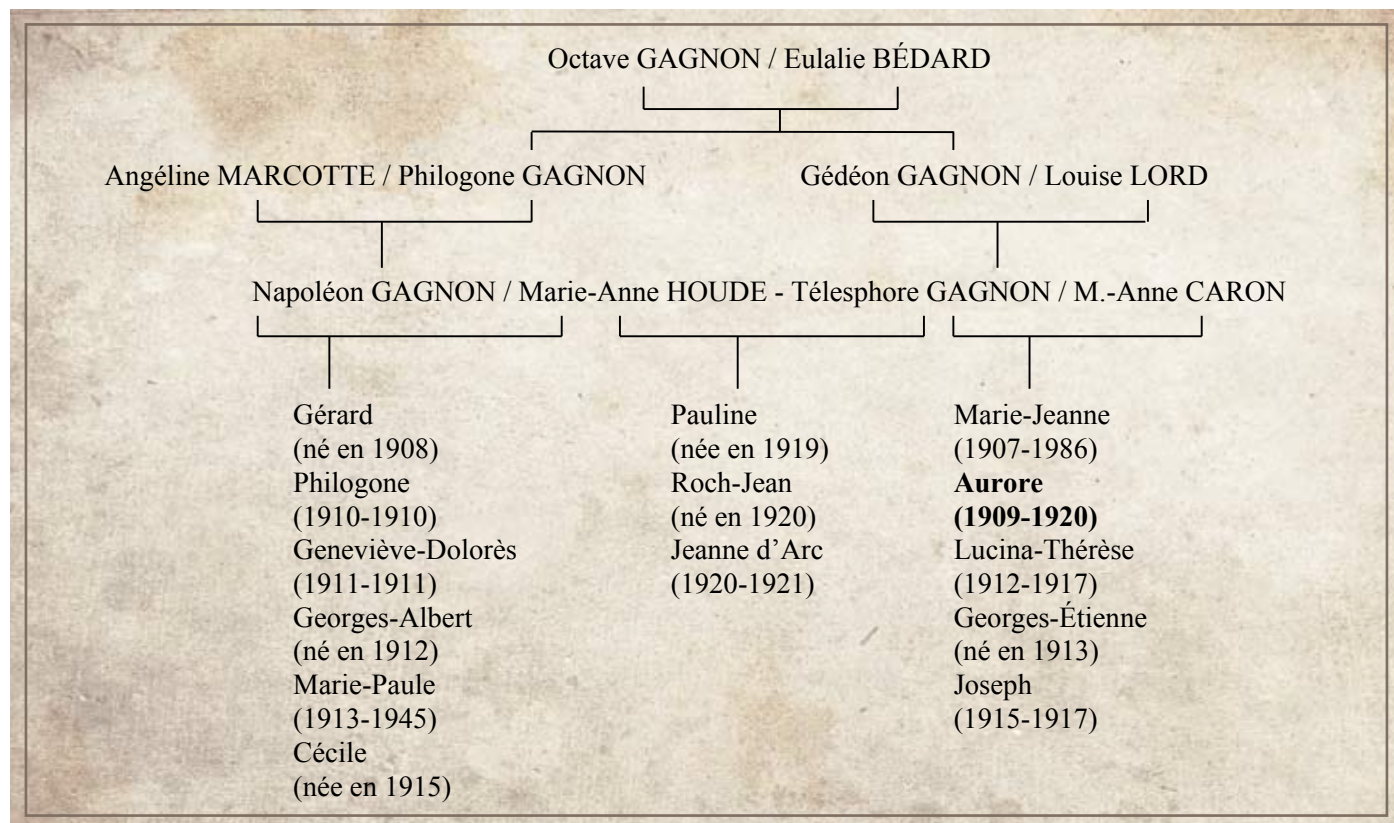 Octave GAGNON / Eulalie BÉDARD
Angéline MARCOTTE / Philogone GAGNON
Gédéon GAGNON / Louise LORD
Napoléon GAGNON / Marie-Anne HOUDE - Télesphore GAGNON / M.-Anne CARON
Gérard
(né en 1908)
Philogone
(1910-1910)
Geneviève-Dolorès
(1911-1911)
Georges-Albert
(né en 1912)
Marie-Paule
(1913-1945)
Cécile
(née en 1915)
Pauline
(née en 1919)
Roch-Jean
(né en 1920)
Jeanne d’Arc
(1920-1921)
Marie-Jeanne
(1907-1986)
Aurore
(1909-1920)
Lucina-Thérèse
(1912-1917)
Georges-Étienne
(né en 1913)
Joseph
(1915-1917)